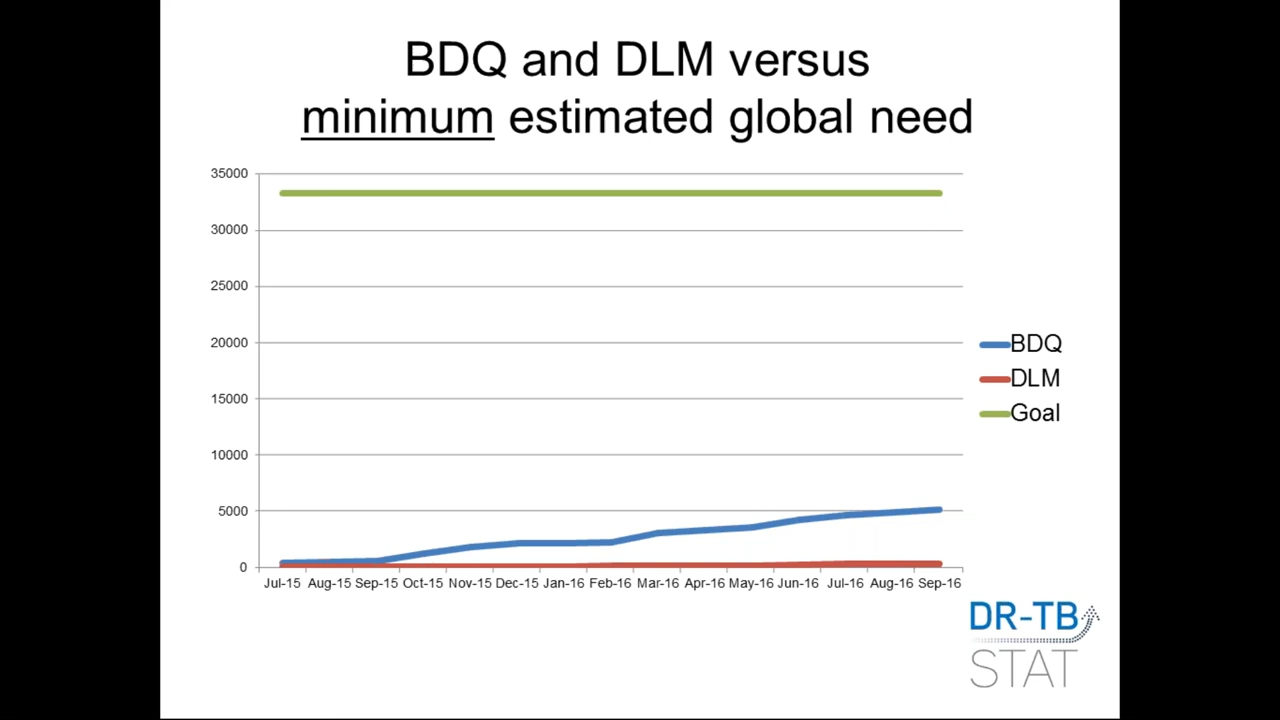 BDQ and DLM versus
minimum estimated global need
35000
30000
25000
20000
15000
10000
5000
0
Jul-15 Aug-15 Sep-15 Oct-15 Nov-15 Dec-15 Jan-16 Feb-16 Mar-16 Apr-16 May-16 Jun-16 Jul-16 Aug-16 Sep-16
BDQ
DLM
Goal
DR-TB
STAT